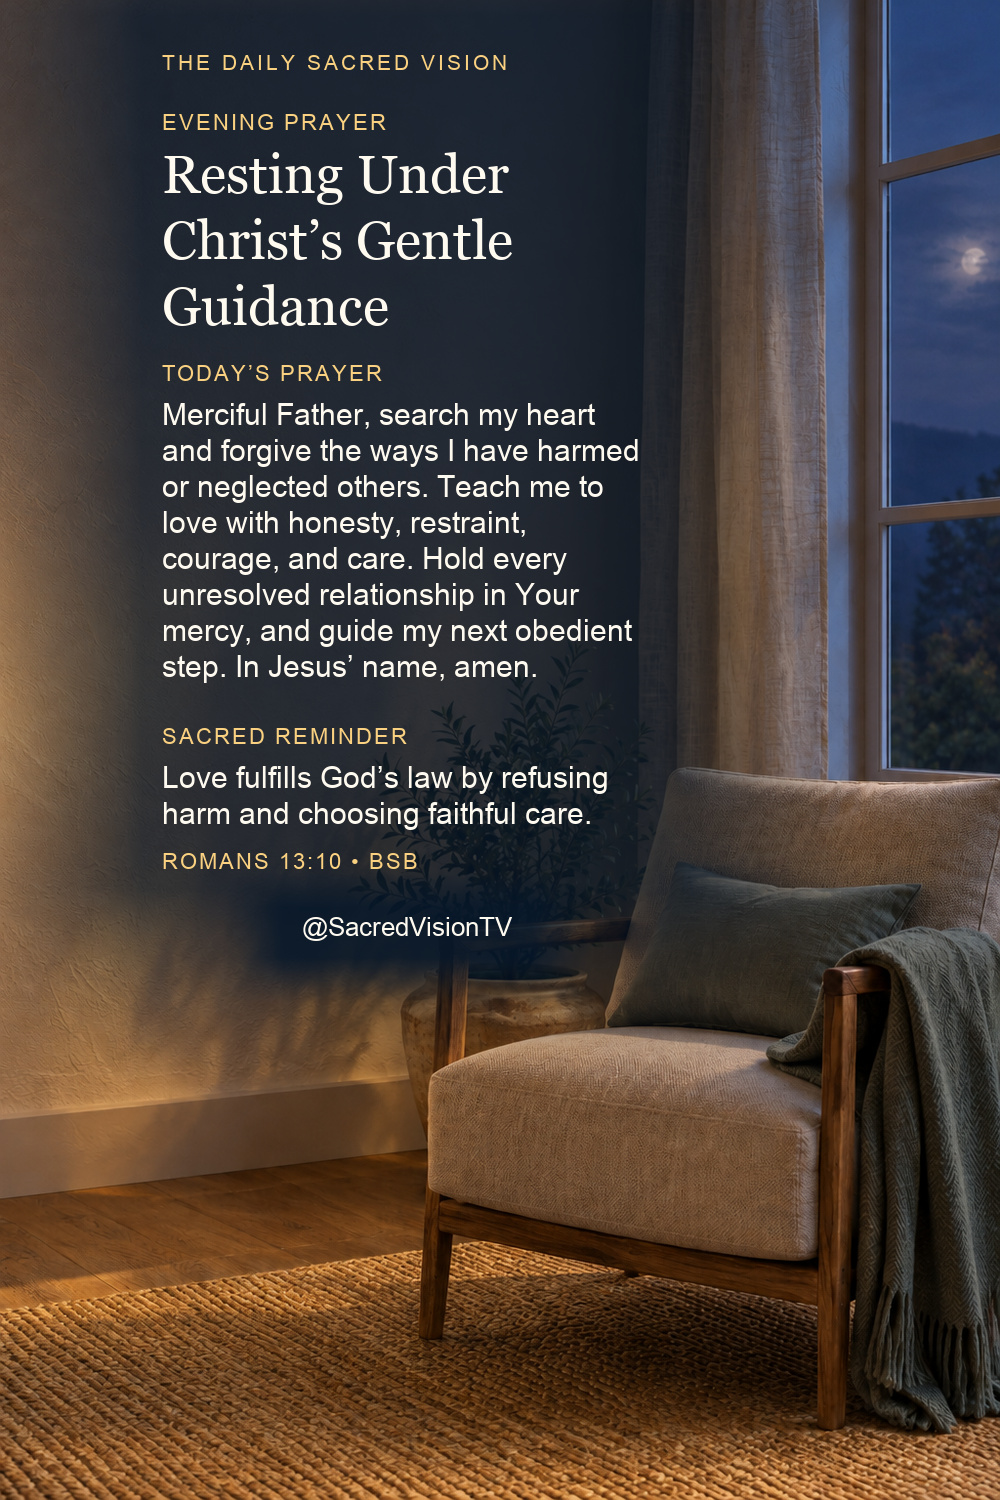 THE DAILY SACRED VISION
EVENING PRAYER
Resting Under
Christ’s Gentle
Guidance
TODAY’S PRAYER
Merciful Father, search my heart
and forgive the ways I have harmed
or neglected others. Teach me to
love with honesty, restraint,
courage, and care. Hold every
unresolved relationship in Your
mercy, and guide my next obedient
step. In Jesus’ name, amen.
SACRED REMINDER
Love fulfills God’s law by refusing
harm and choosing faithful care.
ROMANS 13:10 • BSB
@SacredVisionTV